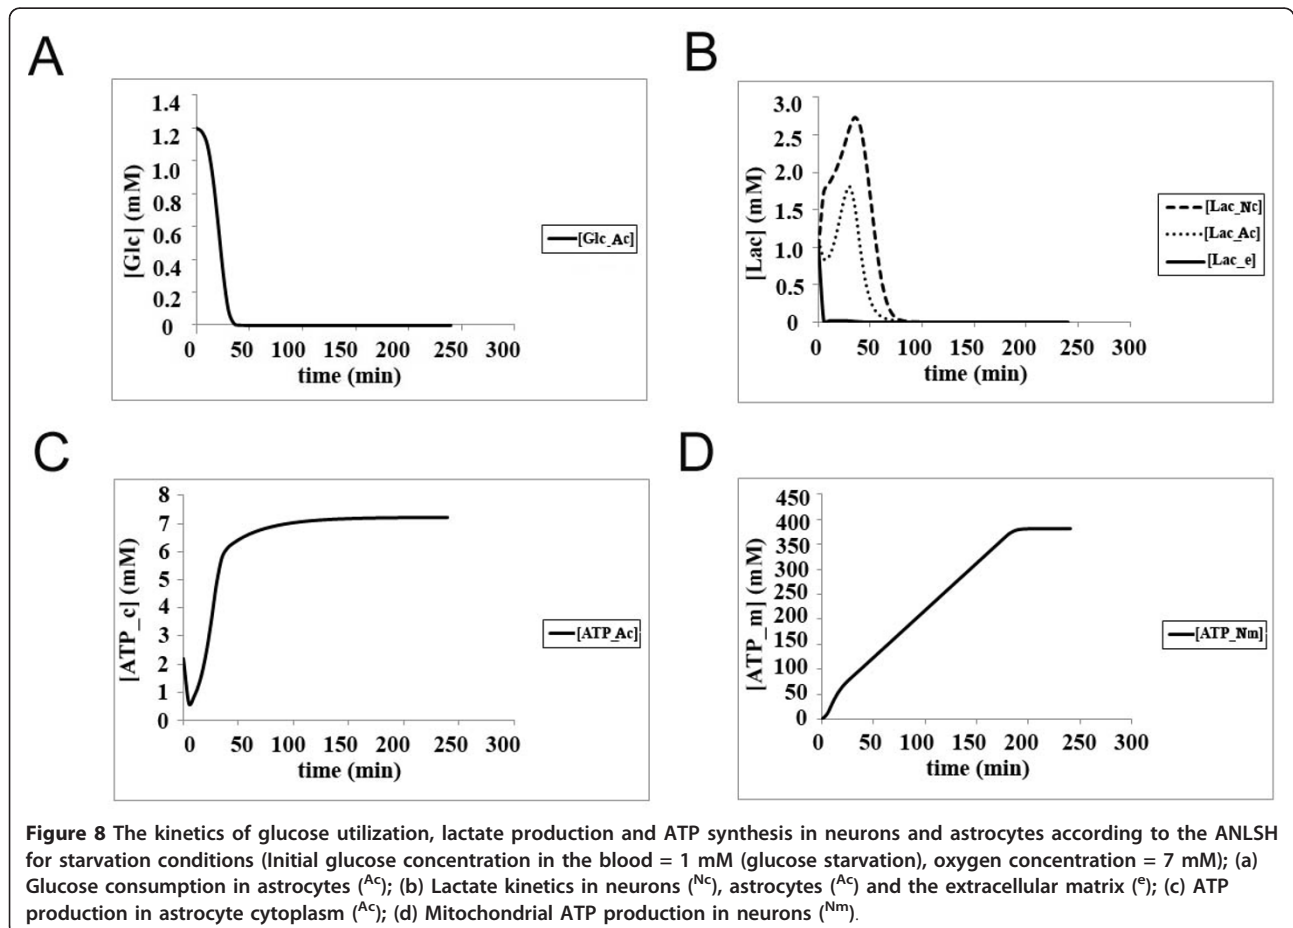 A
B
1.4
1.2
1.0
0.8
0.6
0.4
0.2
0
[Glc] (mM)
0 50 100 150 200 250 300
time (min)
[Glc_Ac]
3.0
2.5
2.0
1.5
1.0
0.5
0
[Lac] (mM)
0 50 100 150 200 250 300
time (min)
[Lac_Nc]
[Lac_Ac]
[Lac_e]
C
D
8
7
6
5
4
3
2
1
0
[ATP_c] (mM)
0 50 100 150 200 250 300
time (min)
[ATP_Ac]
450
400
350
300
250
200
150
100
50
0
[ATP_m] (mM)
0 50 100 150 200 250 300
time (min)
[ATP_Nm]
Figure 8 The kinetics of glucose utilization, lactate production and ATP synthesis in neurons and astrocytes according to the ANLSH
for starvation conditions (Initial glucose concentration in the blood = 1 mM (glucose starvation), oxygen concentration = 7 mM); (a)
Glucose consumption in astrocytes (Ac); (b) Lactate kinetics in neurons (Nc), astrocytes (Ac) and the extracellular matrix (e); (c) ATP
production in astrocyte cytoplasm (Ac); (d) Mitochondrial ATP production in neurons (Nm).